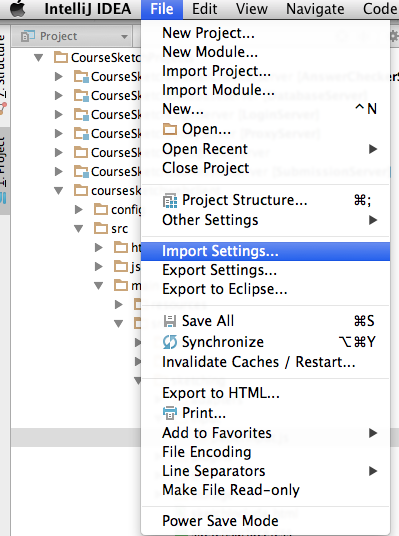 IntelliJ IDEA File Edit View Navigate Code
Project
New Project...
New Module...
Import Project...
Import Module...
New... ^N
Open...
Open Recent
Close Project
Project Structure... ⌘;
Other Settings
Import Settings...
Export Settings...
Export to Eclipse...
Save All ⌘S
Synchronize ⌥⌘Y
Invalidate Caches / Restart...
Export to HTML...
Print...
Add to Favorites
File Encoding
Line Separators
Make File Read-only
Power Save Mode
Z: Structure
1: Project
CourseSketc
CourseSk
CourseSk
CourseSk
CourseSk
CourseSk
CourseSk
coursesk
config
src
ht
js
m